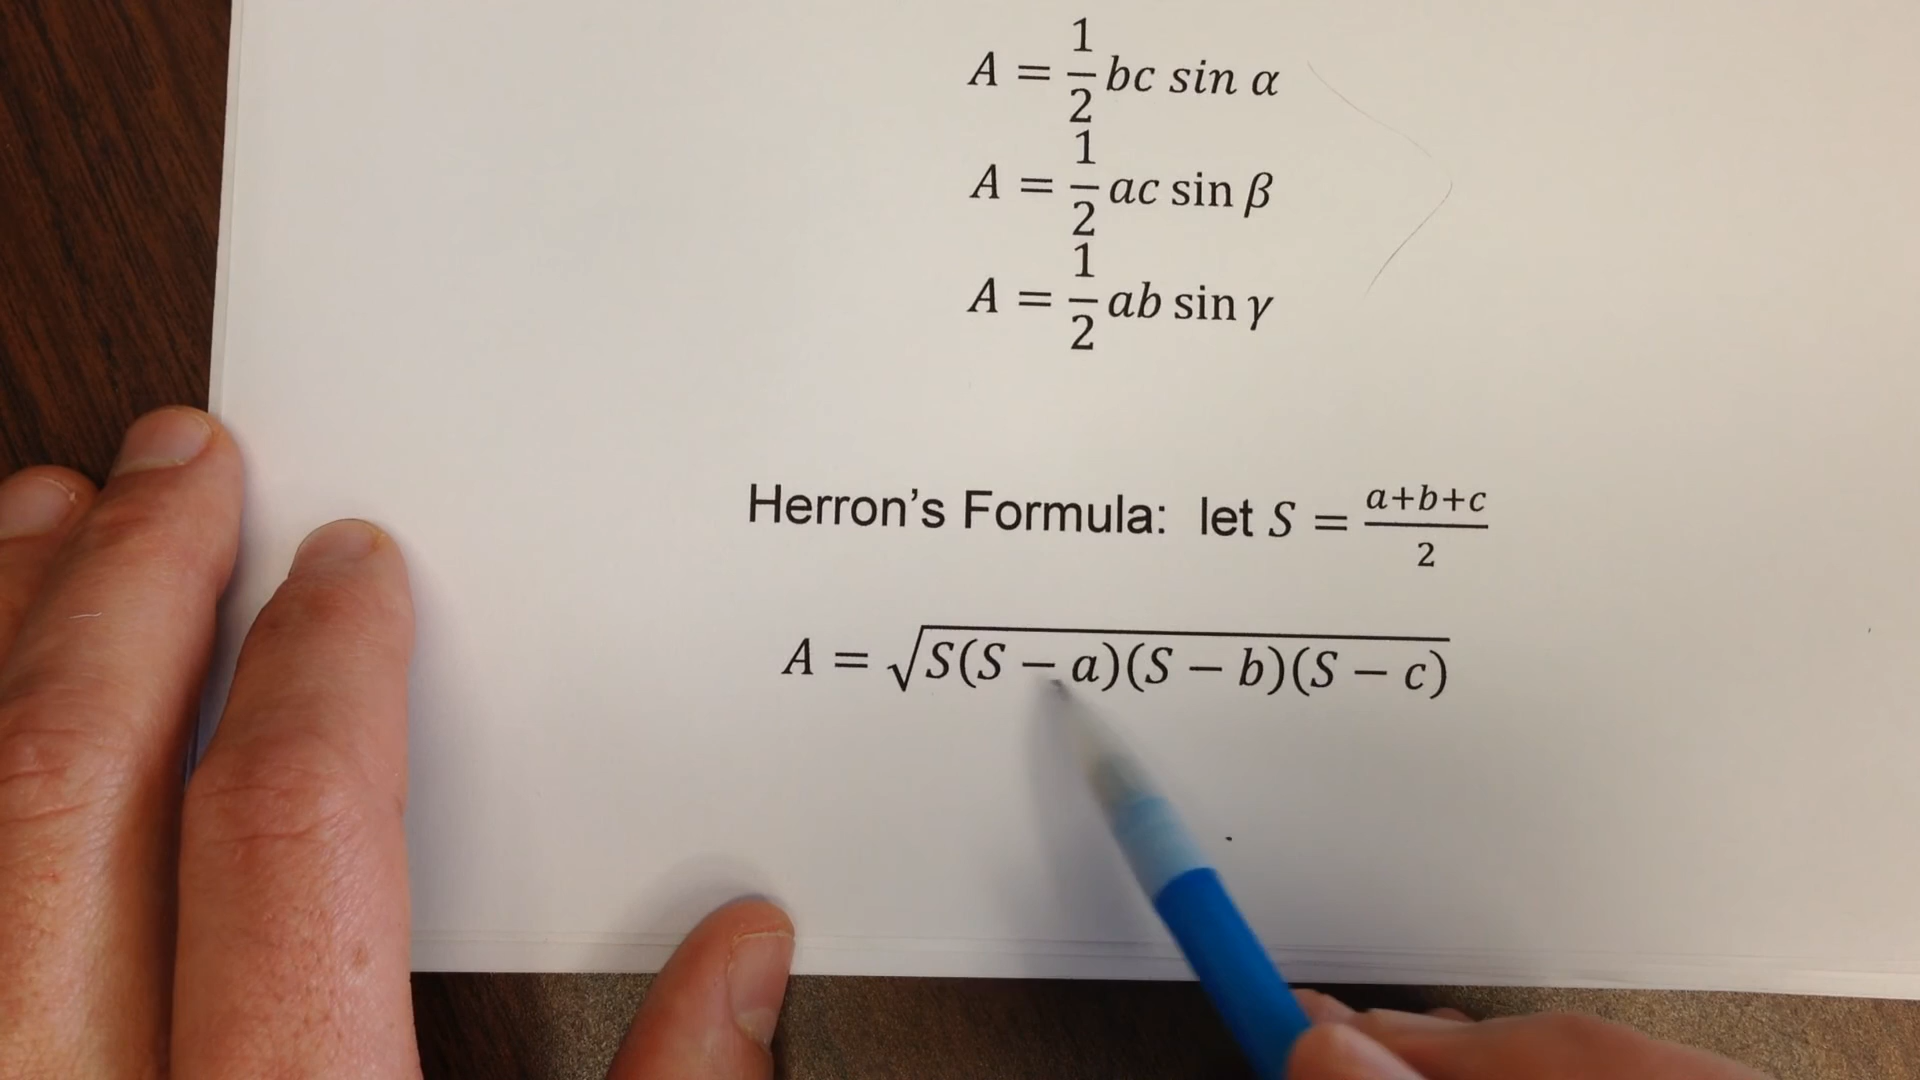 A = 1/2 bc sin α
A = 1/2 ac sin β
A = 1/2 ab sin γ
Herron's Formula: let S = a+b+c/2
A = √S(S − a)(S − b)(S − c)